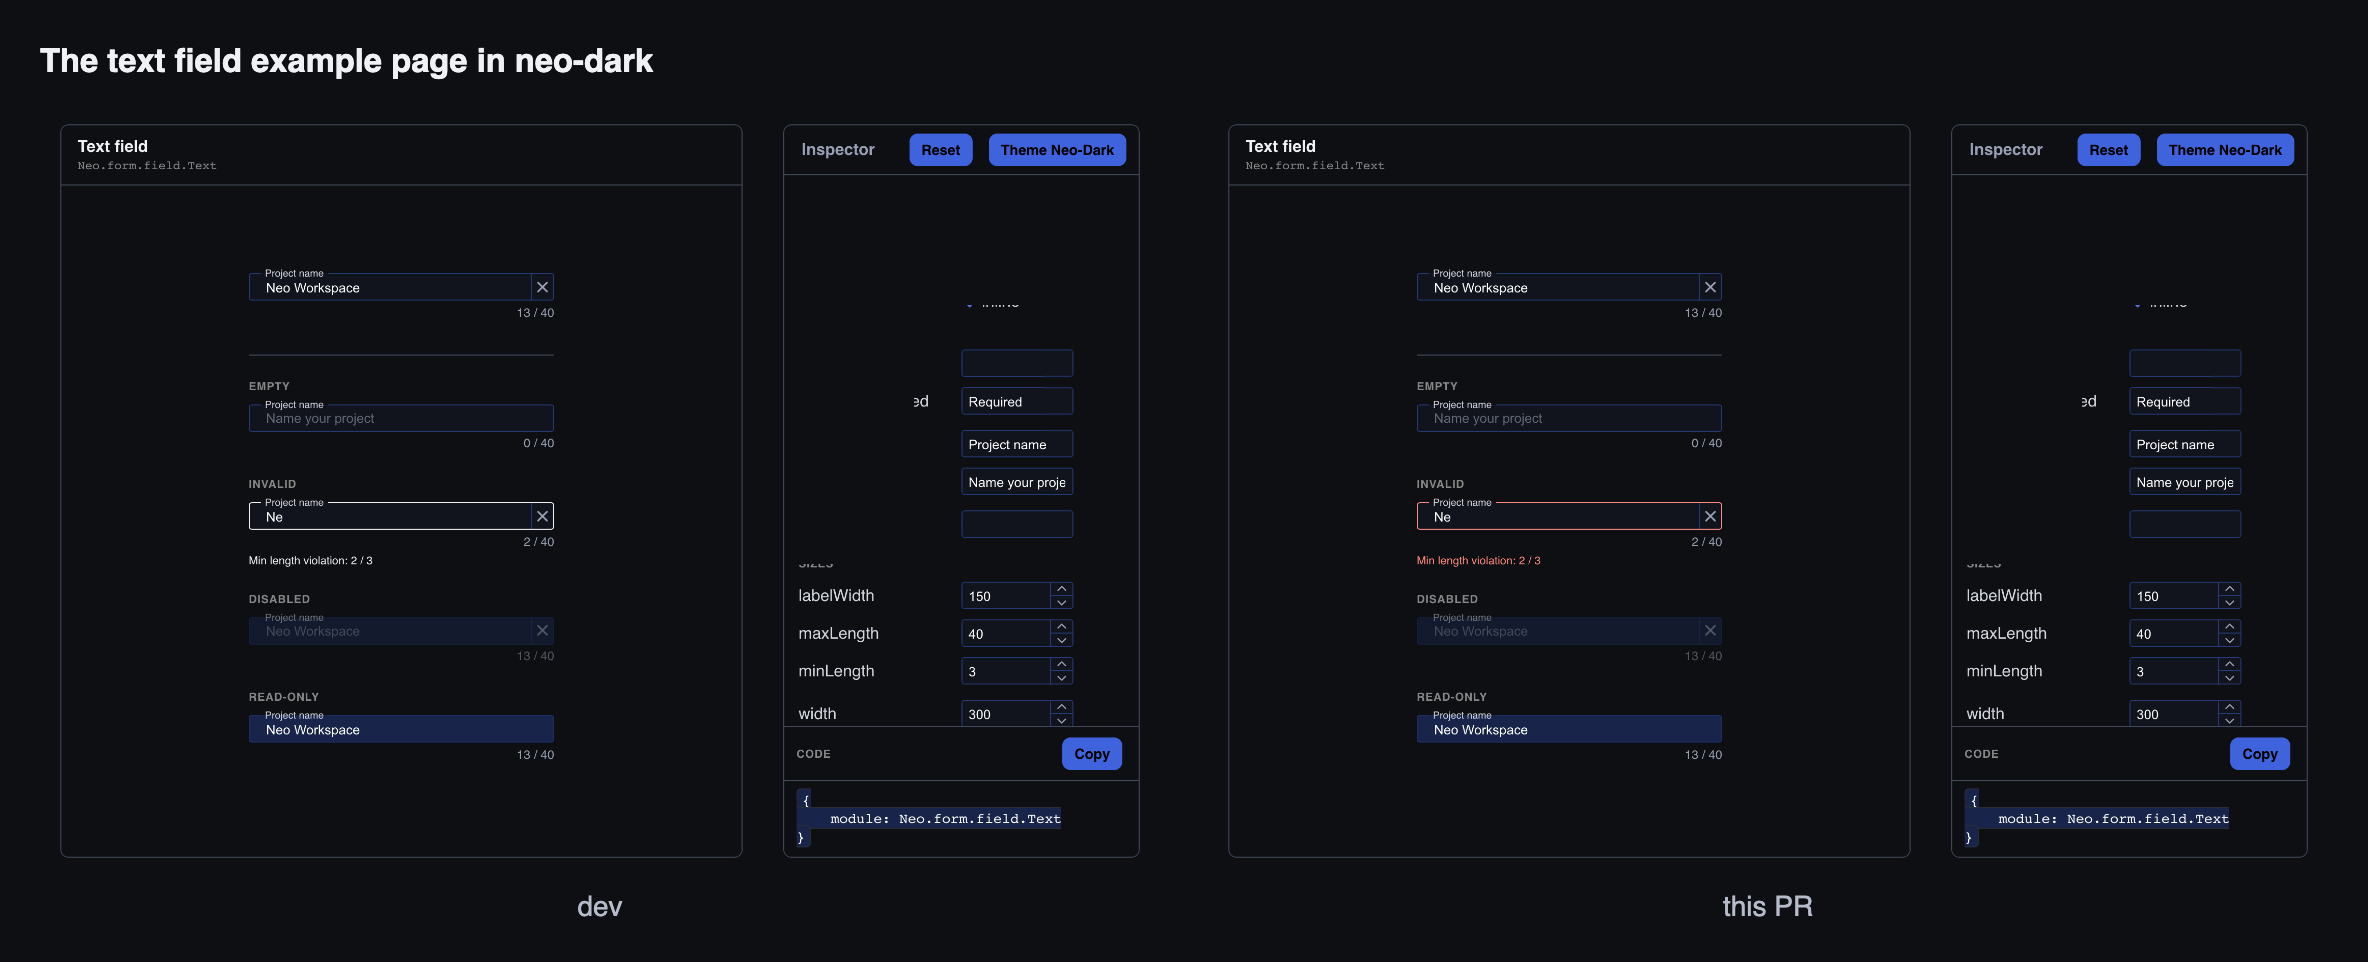 The text field example page in neo-dark
Text field
Neo.form.field.Text
Project name
Neo Workspace
13 / 40
EMPTY
Project name
Name your project
0 / 40
INVALID
Project name
Ne
2 / 40
Min length violation: 2 / 3
DISABLED
Project name
Neo Workspace
13 / 40
READ-ONLY
Project name
Neo Workspace
13 / 40
Inspector
Reset
Theme Neo-Dark
ed
Required
Project name
Name your proje
SIZES
labelWidth
150
maxLength
40
minLength
3
width
300
CODE
Copy
{
module: Neo.form.field.Text
}
dev
Text field
Neo.form.field.Text
Project name
Neo Workspace
13 / 40
EMPTY
Project name
Name your project
0 / 40
INVALID
Project name
Ne
2 / 40
Min length violation: 2 / 3
DISABLED
Project name
Neo Workspace
13 / 40
READ-ONLY
Project name
Neo Workspace
13 / 40
Inspector
Reset
Theme Neo-Dark
ed
Required
Project name
Name your proje
SIZES
labelWidth
150
maxLength
40
minLength
3
width
300
CODE
Copy
{
module: Neo.form.field.Text
}
this PR